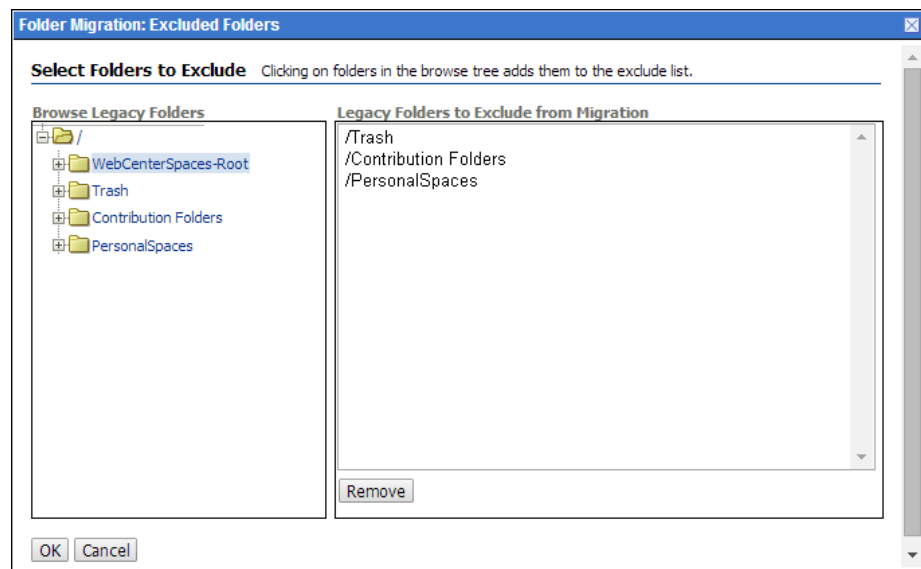 Folder Migration: Excluded Folders
Select Folders to Exclude Clicking on folders in the browse tree adds them to the exclude list.
Browse Legacy Folders
/
WebCenterSpaces-Root
Trash
Contribution Folders
PersonalSpaces
Legacy Folders to Exclude from Migration
/Trash
/Contribution Folders
/PersonalSpaces
Remove
OK Cancel